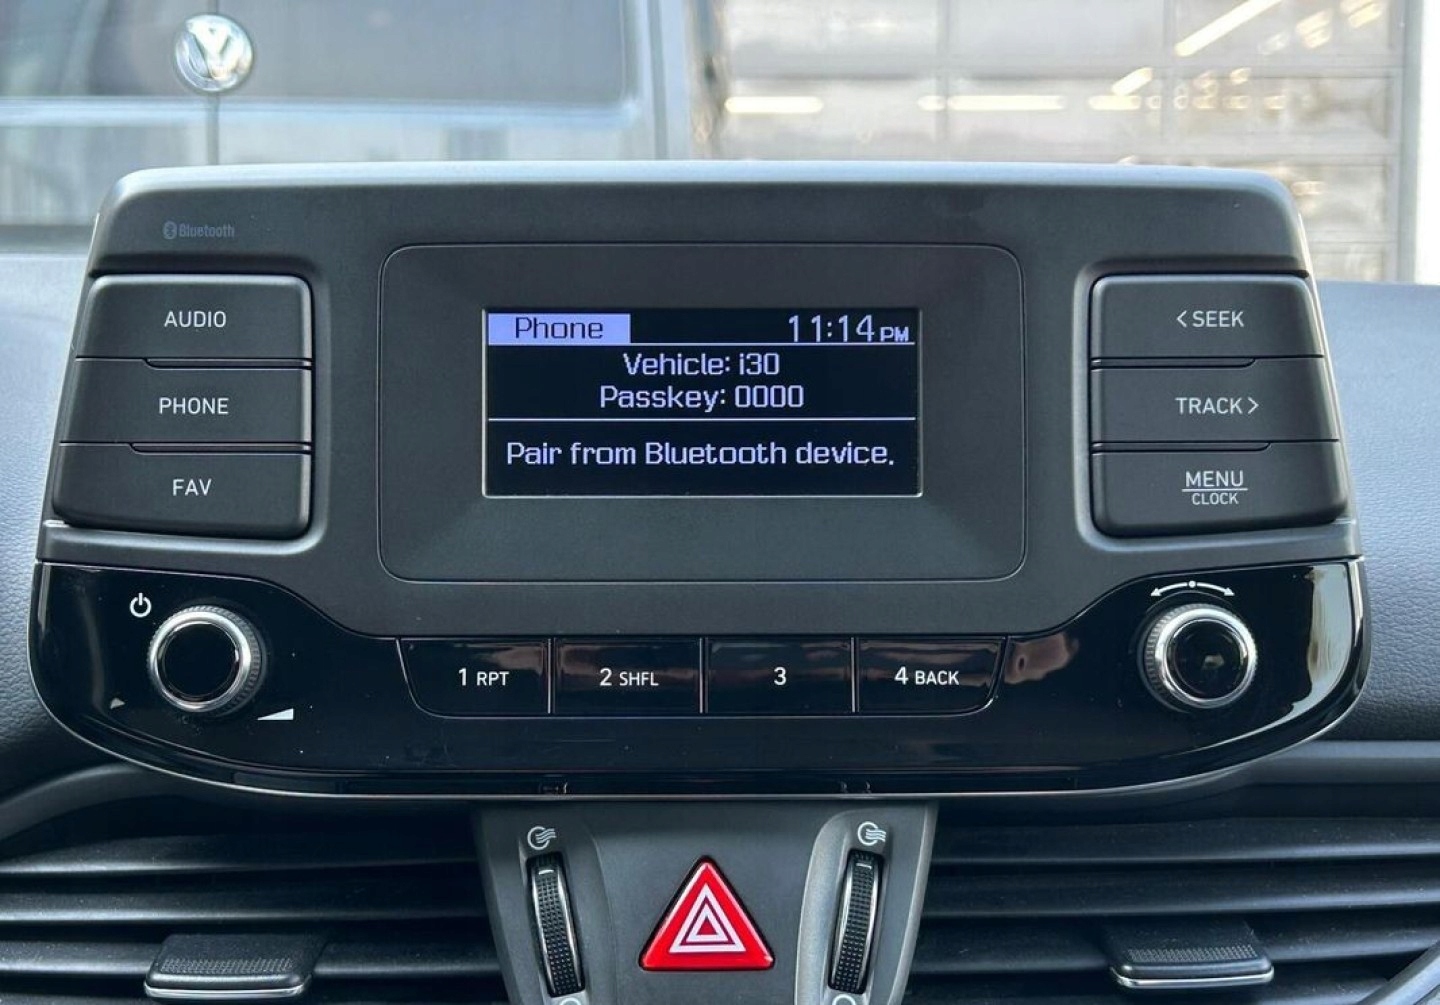 Bluetooth
AUDIO
PHONE
FAV
Phone 11:14 PM
Vehicle: i30
Passkey: 0000
Pair from Bluetooth device.
<SEEK
TRACK>
MENU
CLOCK
1 RPT
2 SHFL
3
4 BACK